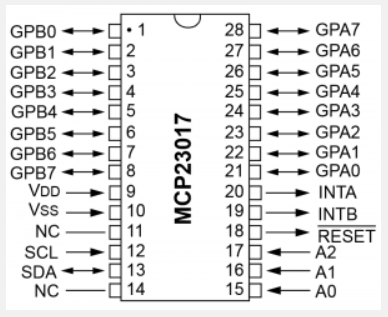 GPB0 1 28 GPA7
GPB1 2 27 GPA6
GPB2 3 26 GPA5
GPB3 4 25 GPA4
GPB4 5 24 GPA3
GPB5 6 23 GPA2
GPB6 7 22 GPA1
GPB7 8 21 GPA0
VDD 9 20 INTA
VSS 10 19 INTB
NC 11 18 RESET
SCL 12 17 A2
SDA 13 16 A1
NC 14 15 A0
MCP23017